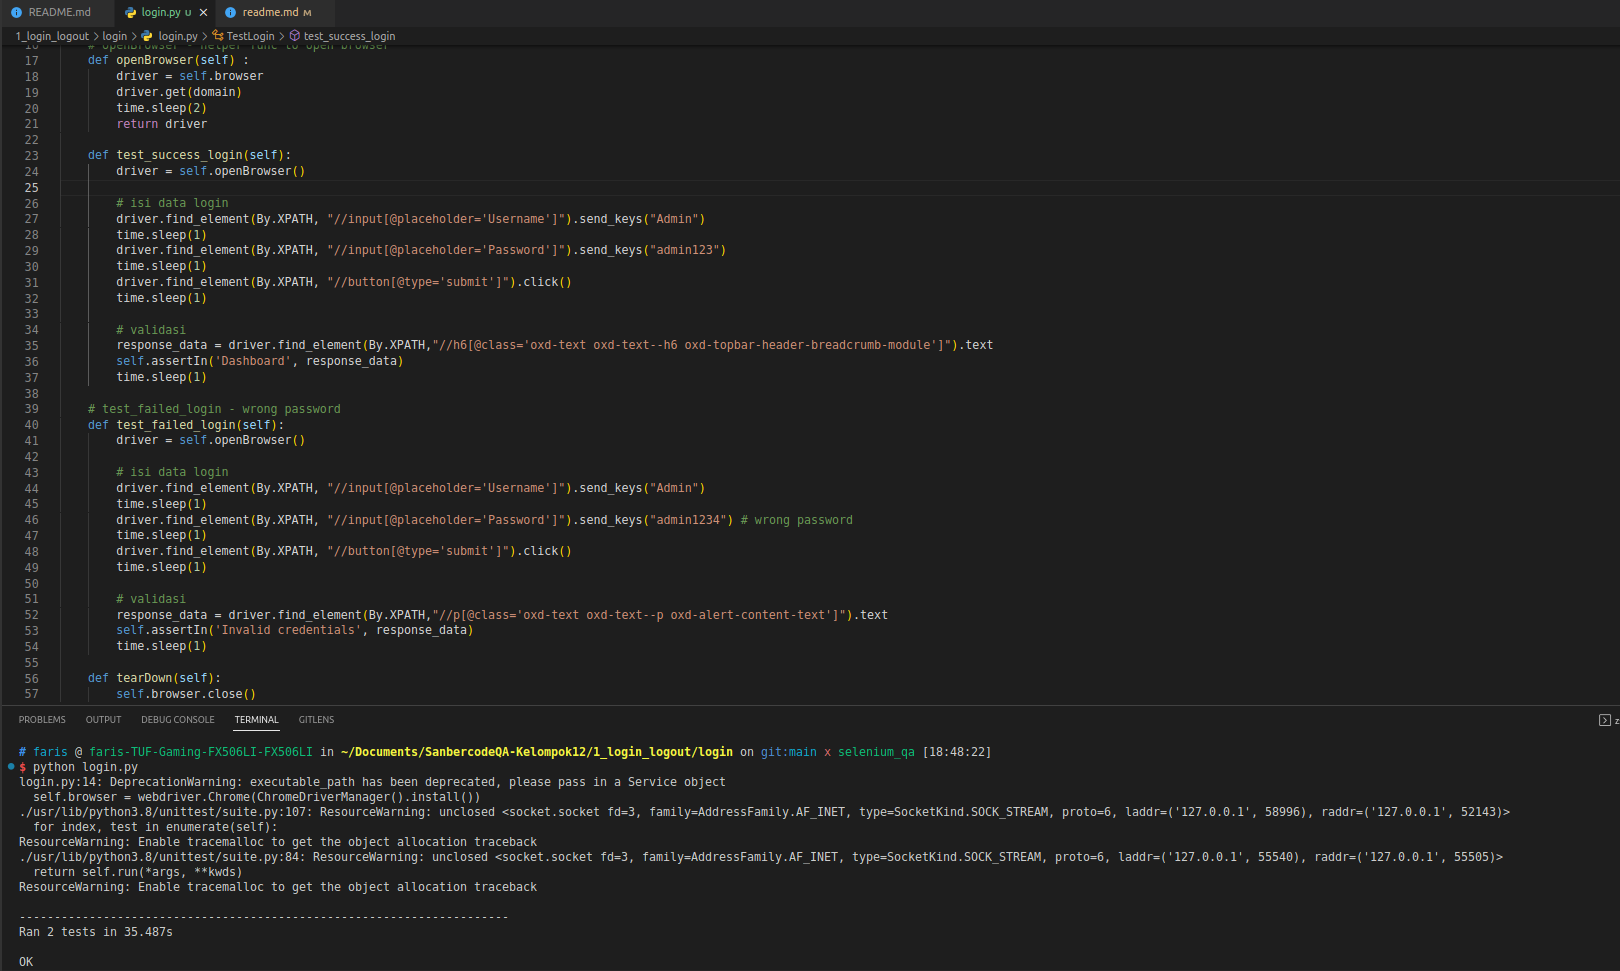 README.md login.py U × readme.md M
1_login_logout > login > login.py > TestLogin > test_success_login
16 # openBrowser - helper func to open browser
17 def openBrowser(self) :
18 driver = self.browser
19 driver.get(domain)
20 time.sleep(2)
21 return driver
22
23 def test_success_login(self):
24 driver = self.openBrowser()
25
26 # isi data login
27 driver.find_element(By.XPATH, "//input[@placeholder='Username']").send_keys("Admin")
28 time.sleep(1)
29 driver.find_element(By.XPATH, "//input[@placeholder='Password']").send_keys("admin123")
30 time.sleep(1)
31 driver.find_element(By.XPATH, "//button[@type='submit']").click()
32 time.sleep(1)
33
34 # validasi
35 response_data = driver.find_element(By.XPATH,"//h6[@class='oxd-text oxd-text--h6 oxd-topbar-header-breadcrumb-module']").text
36 self.assertIn('Dashboard', response_data)
37 time.sleep(1)
38
39 # test_failed_login - wrong password
40 def test_failed_login(self):
41 driver = self.openBrowser()
42
43 # isi data login
44 driver.find_element(By.XPATH, "//input[@placeholder='Username']").send_keys("Admin")
45 time.sleep(1)
46 driver.find_element(By.XPATH, "//input[@placeholder='Password']").send_keys("admin1234") # wrong password
47 time.sleep(1)
48 driver.find_element(By.XPATH, "//button[@type='submit']").click()
49 time.sleep(1)
50
51 # validasi
52 response_data = driver.find_element(By.XPATH,"//p[@class='oxd-text oxd-text--p oxd-alert-content-text']").text
53 self.assertIn('Invalid credentials', response_data)
54 time.sleep(1)
55
56 def tearDown(self):
57 self.browser.close()
PROBLEMS OUTPUT DEBUG CONSOLE TERMINAL GITLENS z
# faris @ faris-TUF-Gaming-FX506LI-FX506LI in ~/Documents/SanbercodeQA-Kelompok12/1_login_logout/login on git:main x selenium_qa [18:48:22]
$ python login.py
login.py:14: DeprecationWarning: executable_path has been deprecated, please pass in a Service object
self.browser = webdriver.Chrome(ChromeDriverManager().install())
./usr/lib/python3.8/unittest/suite.py:107: ResourceWarning: unclosed <socket.socket fd=3, family=AddressFamily.AF_INET, type=SocketKind.SOCK_STREAM, proto=6, laddr=('127.0.0.1', 58996), raddr=('127.0.0.1', 52143)>
for index, test in enumerate(self):
ResourceWarning: Enable tracemalloc to get the object allocation traceback
./usr/lib/python3.8/unittest/suite.py:84: ResourceWarning: unclosed <socket.socket fd=3, family=AddressFamily.AF_INET, type=SocketKind.SOCK_STREAM, proto=6, laddr=('127.0.0.1', 55540), raddr=('127.0.0.1', 55505)>
return self.run(*args, **kwds)
ResourceWarning: Enable tracemalloc to get the object allocation traceback
----------------------------------------------------------------------
Ran 2 tests in 35.487s
OK